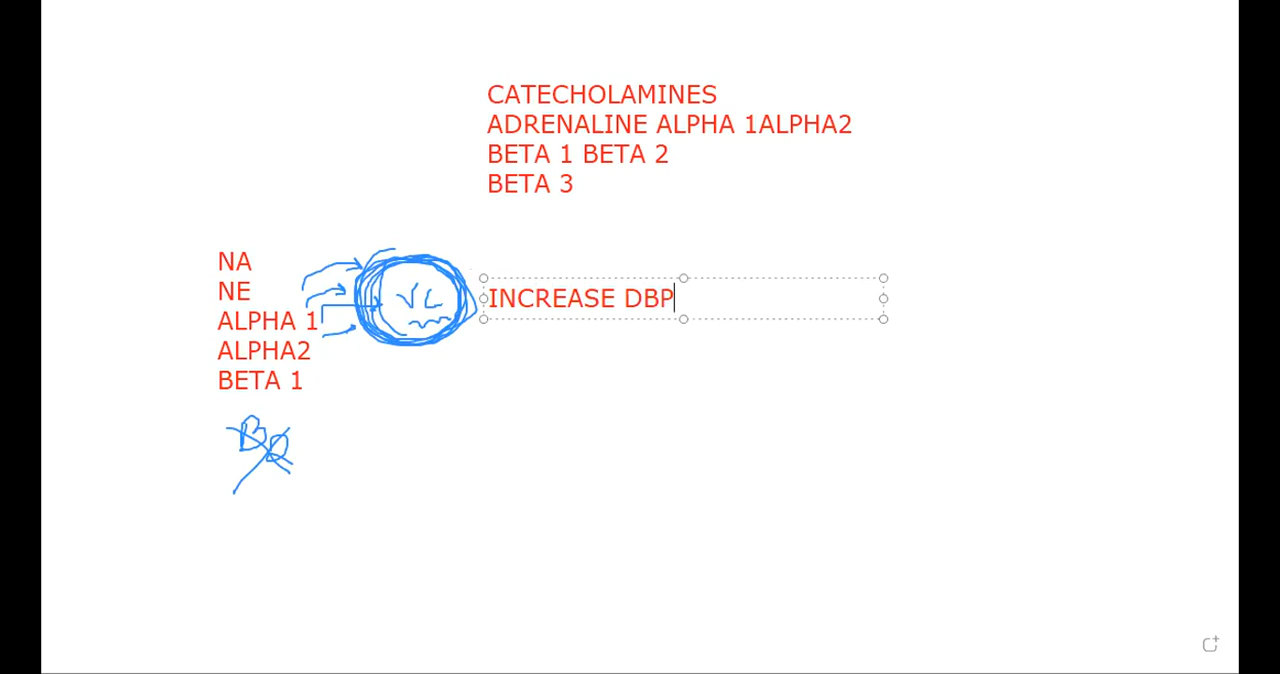 CATECHOLAMINES
ADRENALINE ALPHA 1ALPHA2
BETA 1 BETA 2
BETA 3
NA
NE
ALPHA 1
ALPHA2
BETA 1
VC
INCREASE DBP